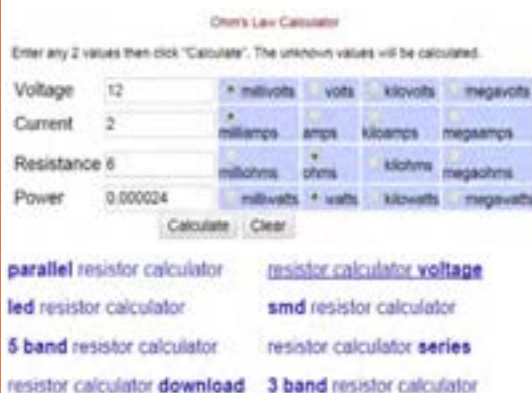 Ohm's Law Calculator
Enter any 2 values then click "Calculate". The unknown values will be calculated.
Voltage 12 millivolts volts kilovolts megavolts
Current 2 milliamps amps kiloamps megaamps
Resistance 6 milliohms ohms kilohms megaohms
Power 0.000024 milliwatts watts kilowatts megawatts
Calculate Clear
parallel resistor calculator resistor calculator voltage
led resistor calculator smd resistor calculator
5 band resistor calculator resistor calculator series
resistor calculator download 3 band resistor calculator